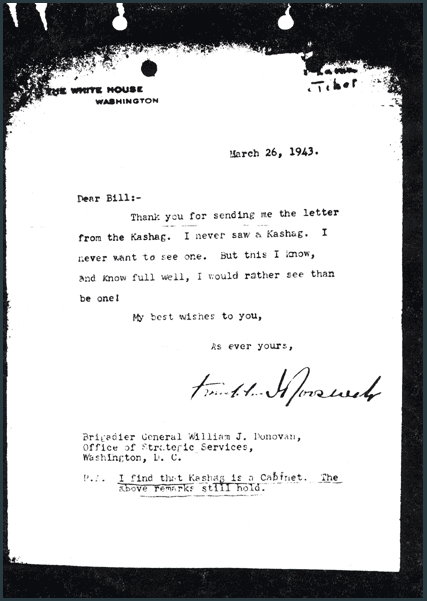 Tibet
THE WHITE HOUSE
WASHINGTON
March 26, 1943.
Dear Bill:-
Thank you for sending me the letter
from the Kashag. I never saw a Kashag. I
never want to see one. But this I know,
and know full well, I would rather see than
be one!
My best wishes to you,
As ever yours,
Franklin D Roosevelt
Brigadier General William J. Donovan,
Office of Strategic Services,
Washington, D. C.
P.S. I find that Kashag is a Cabinet. The
above remarks still hold.